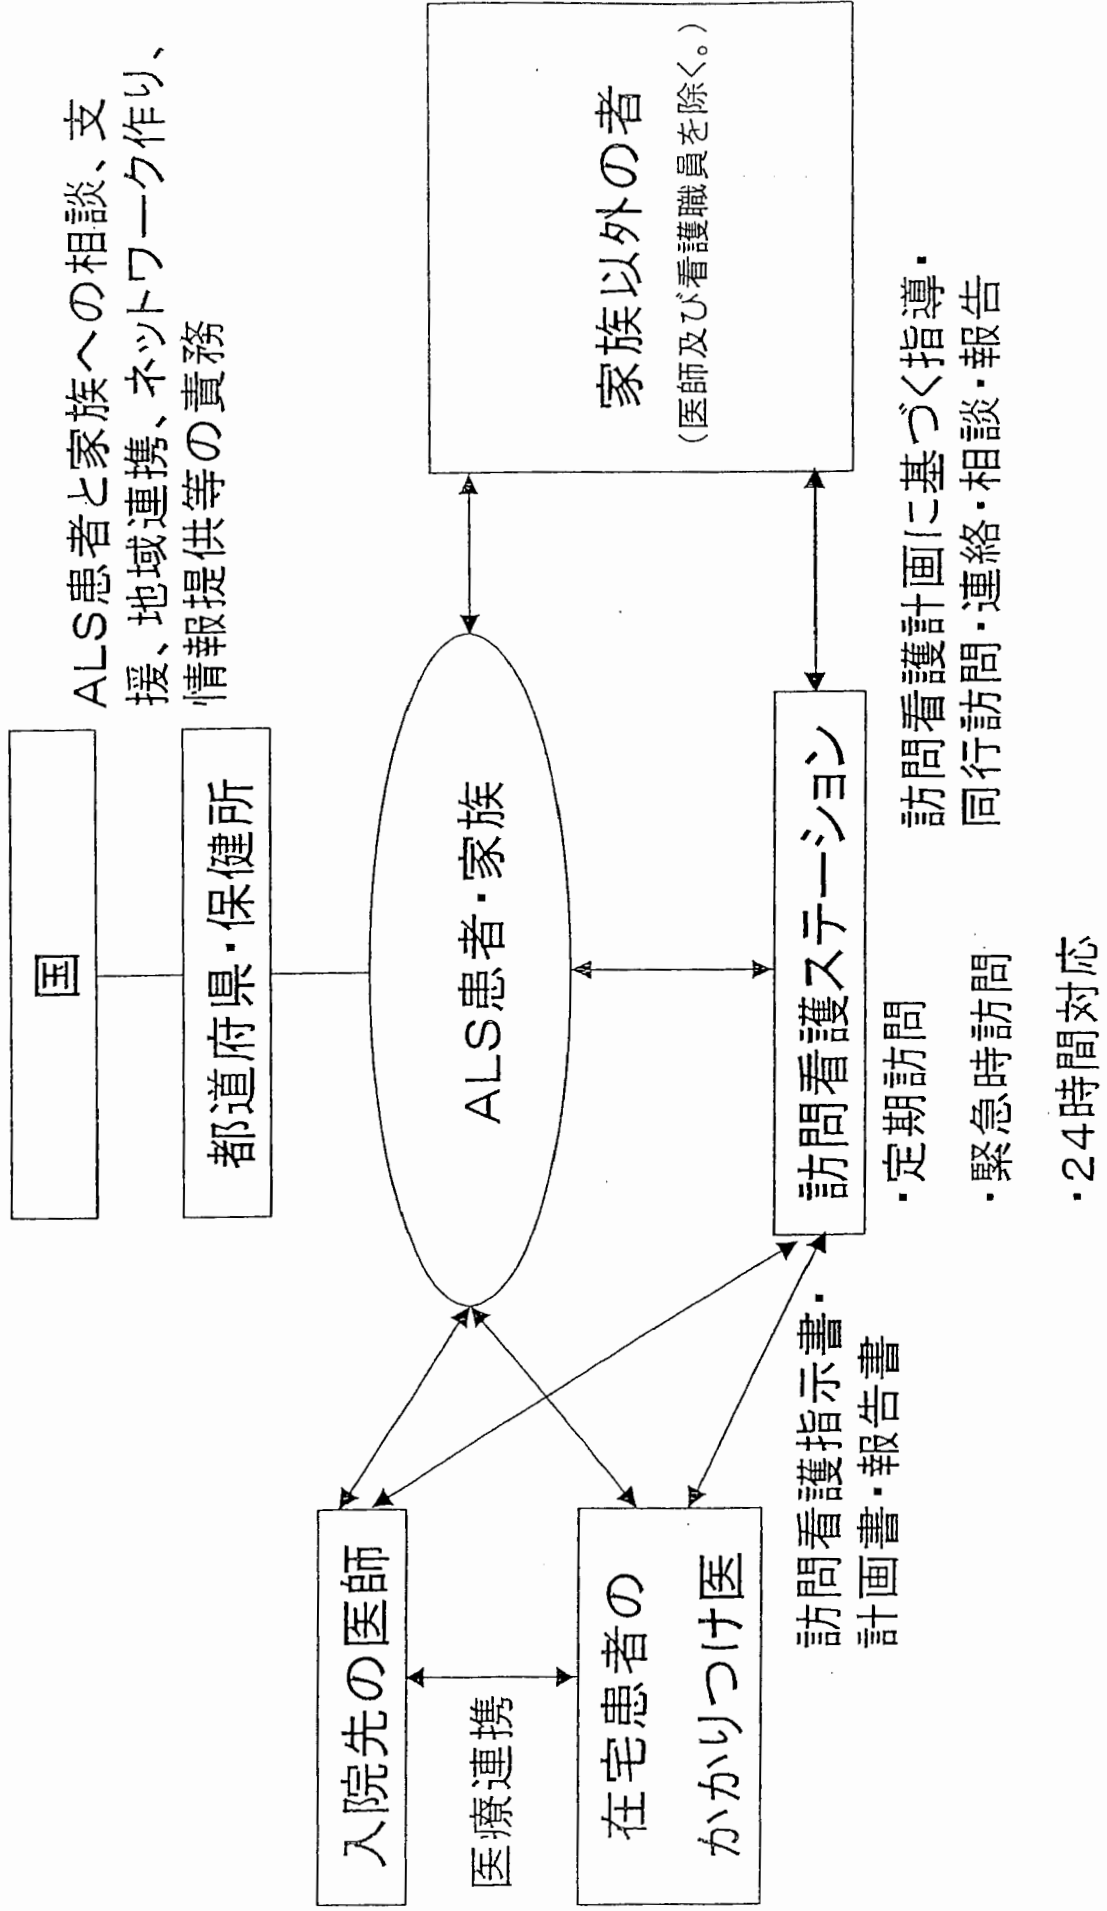 国
都道府県・保健所
ALS患者と家族への相談、支
援、地域連携、ネットワーク作り、
情報提供等の責務
入院先の医師
医療連携
在宅患者の
かかりつけ医
ALS患者・家族
家族以外の者
(医師及び看護職員を除く。)
訪問看護ステーション
訪問看護指示書・
計画書・報告書
・定期訪問
・緊急時訪問
・24時間対応
訪問看護計画に基づく指導・
同行訪問・連絡・相談・報告